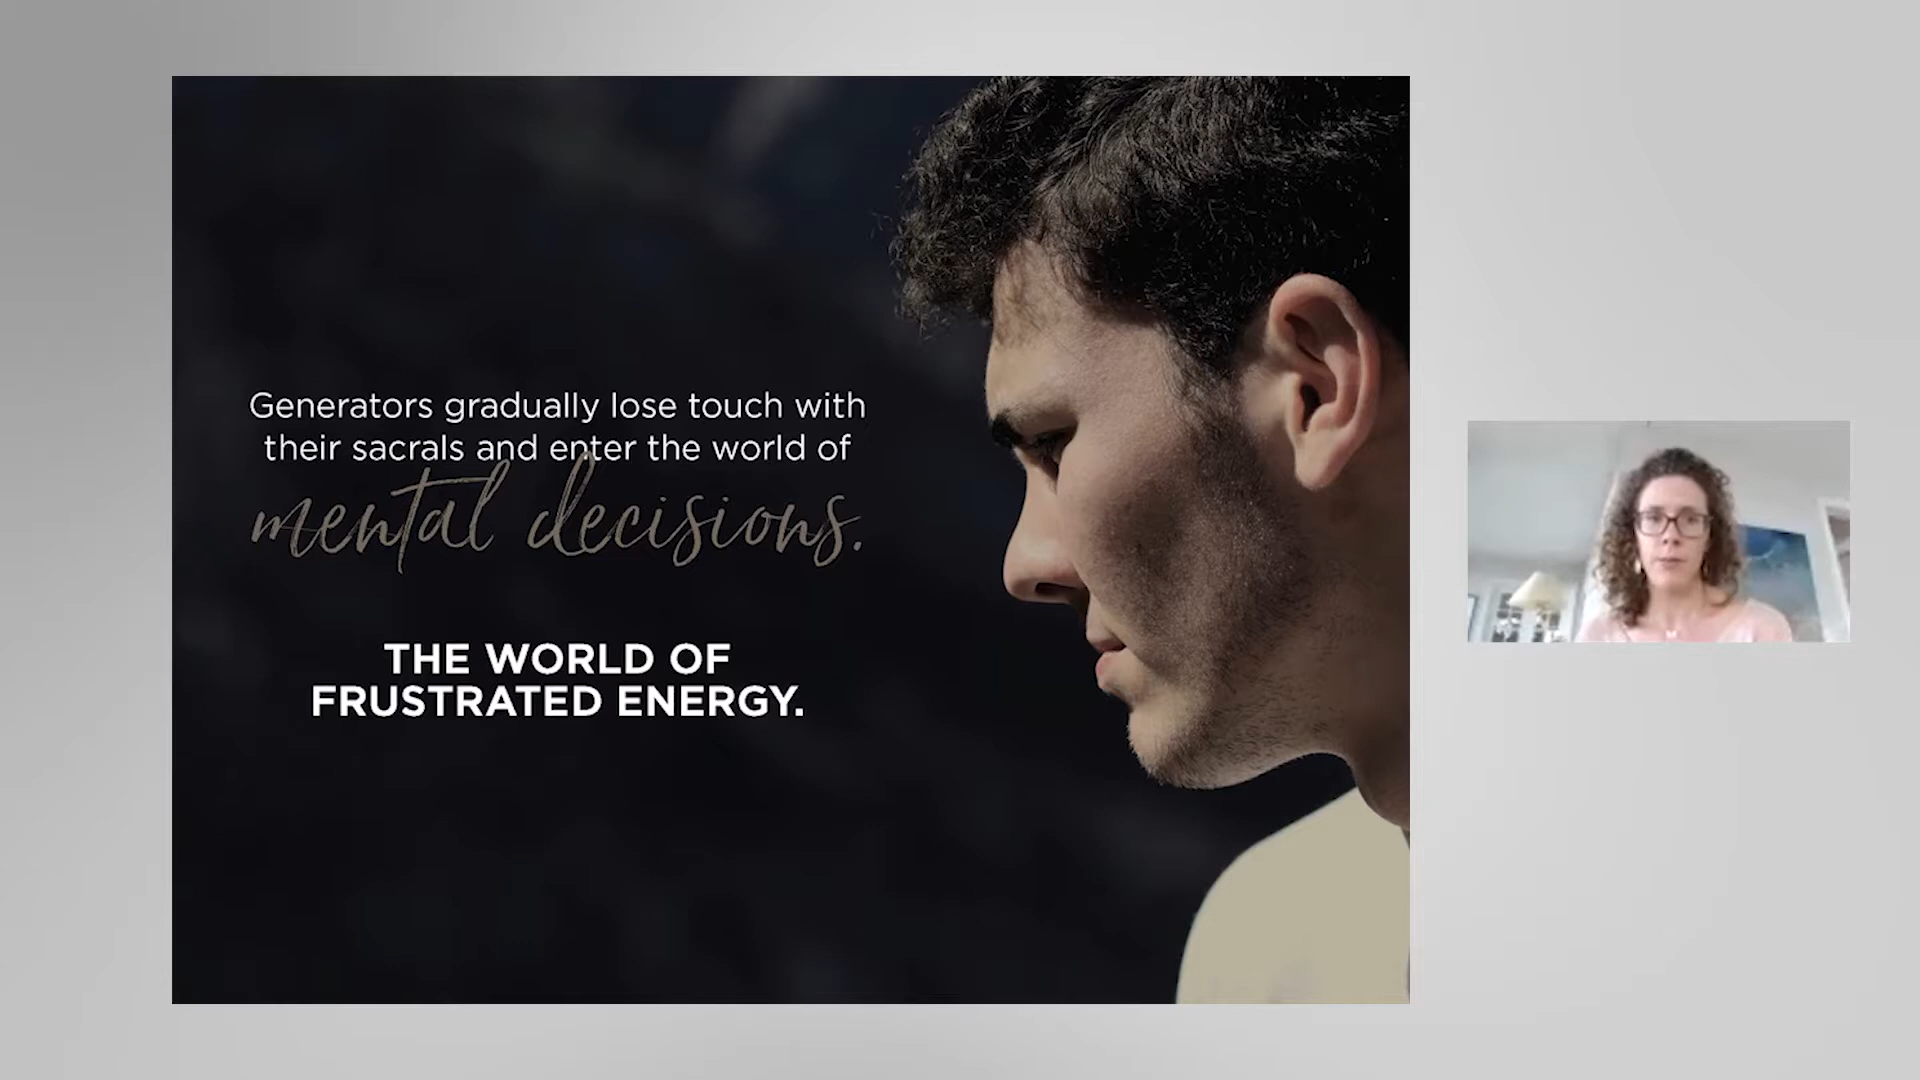 Generators gradually lose touch with
their sacrals and enter the world of
mental decisions.
THE WORLD OF
FRUSTRATED ENERGY.